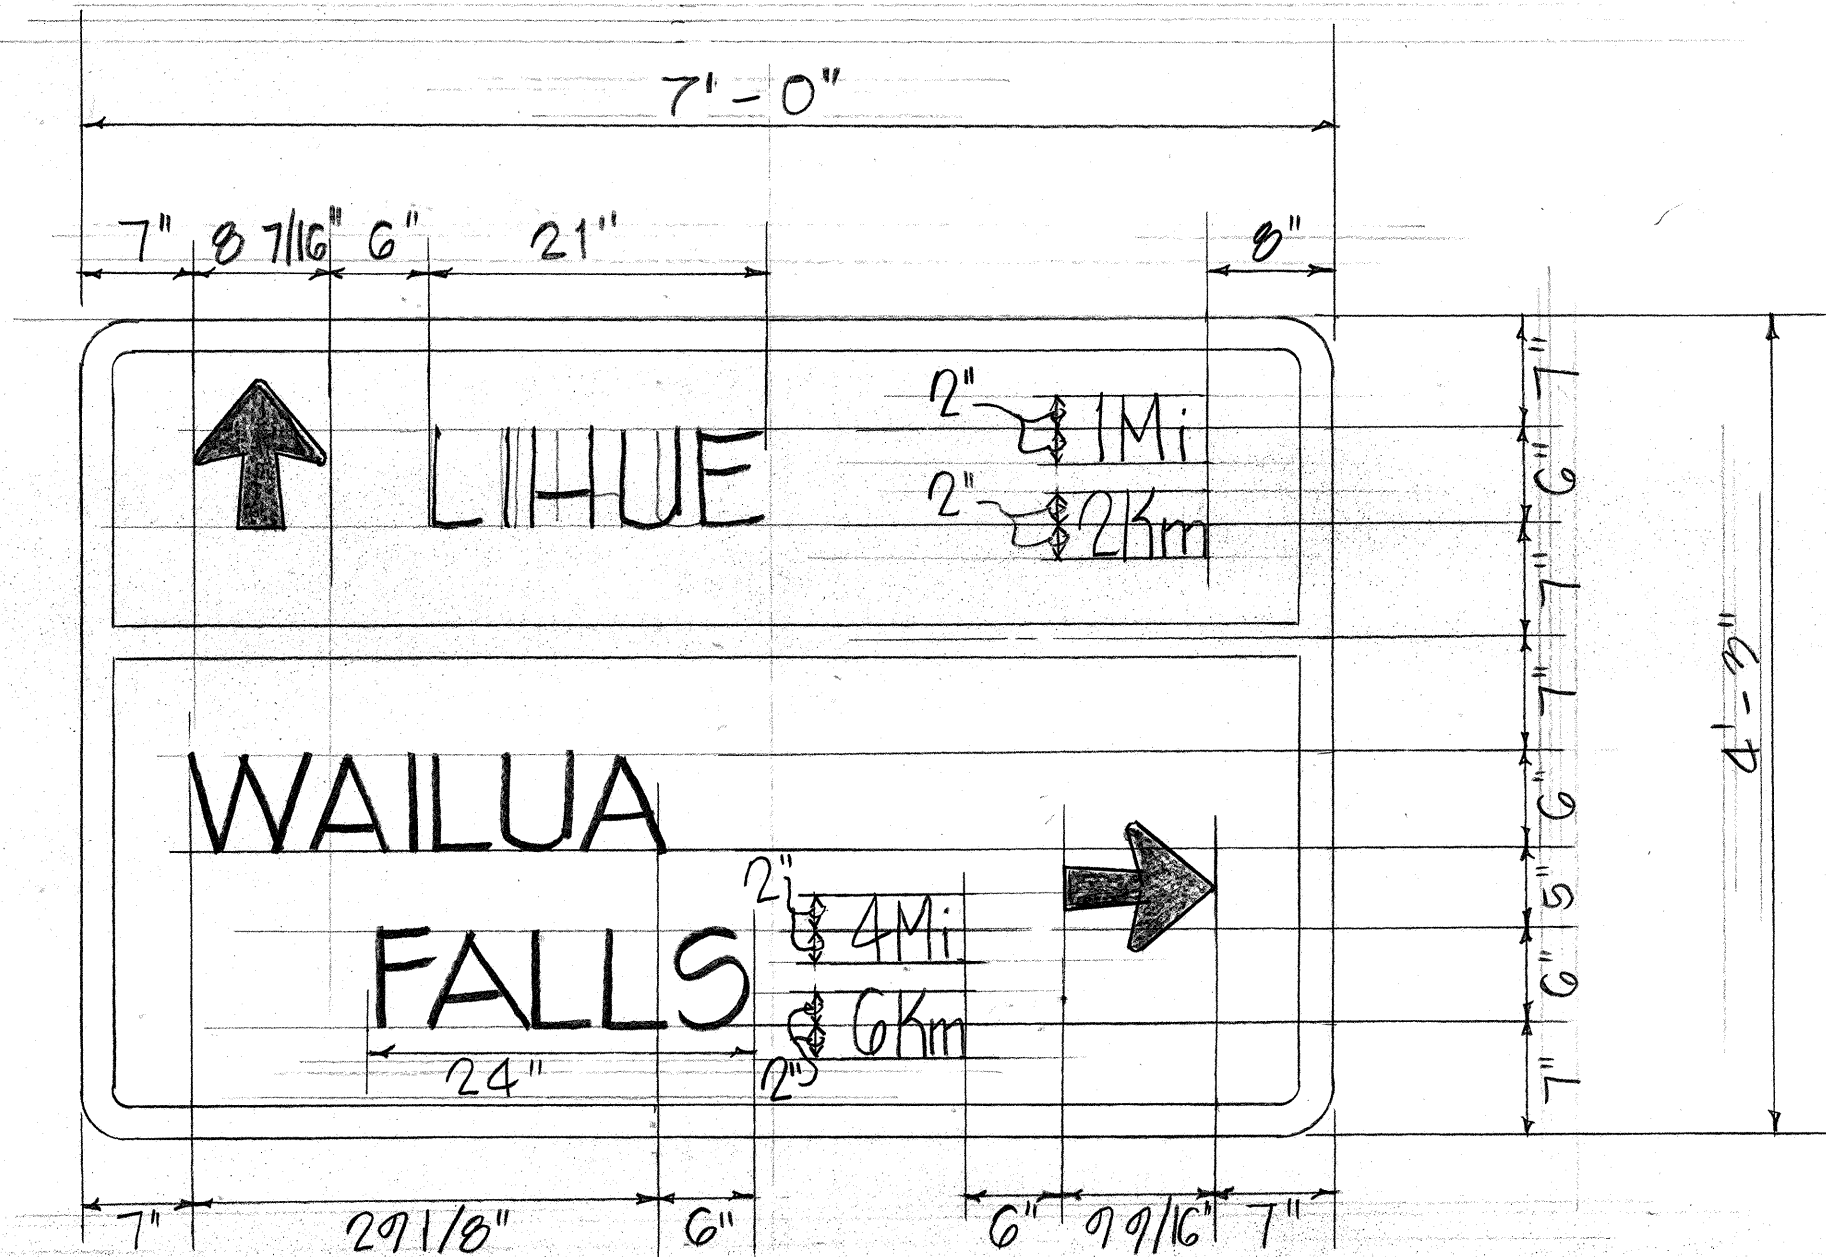 7' - 0"
7" 8 7/16" 6" 21" 8"
2" 1Mi
LIHUE
2" 2Km
7"
6"
7"
7"
6"
5"
6"
7"
4' - 3"
WAILUA
2" 4Mi
FALLS
6Km
24" 2"
7" 29 1/8" 6" 6" 9 9/16" 7"